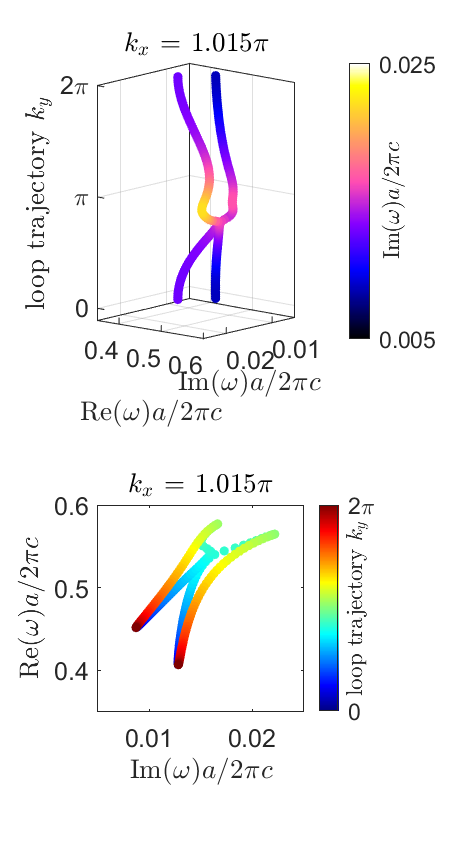 k_x = 1.015π
2π
π
0
loop trajectory k_y
0.4 0.5 0.6
0.02 0.01
Im(ω)a/2πc
Re(ω)a/2πc
0.025
0.005
Im(ω)a/2πc
k_x = 1.015π
0.6
0.5
0.4
Re(ω)a/2πc
0.01 0.02
Im(ω)a/2πc
2π
0
loop trajectory k_y